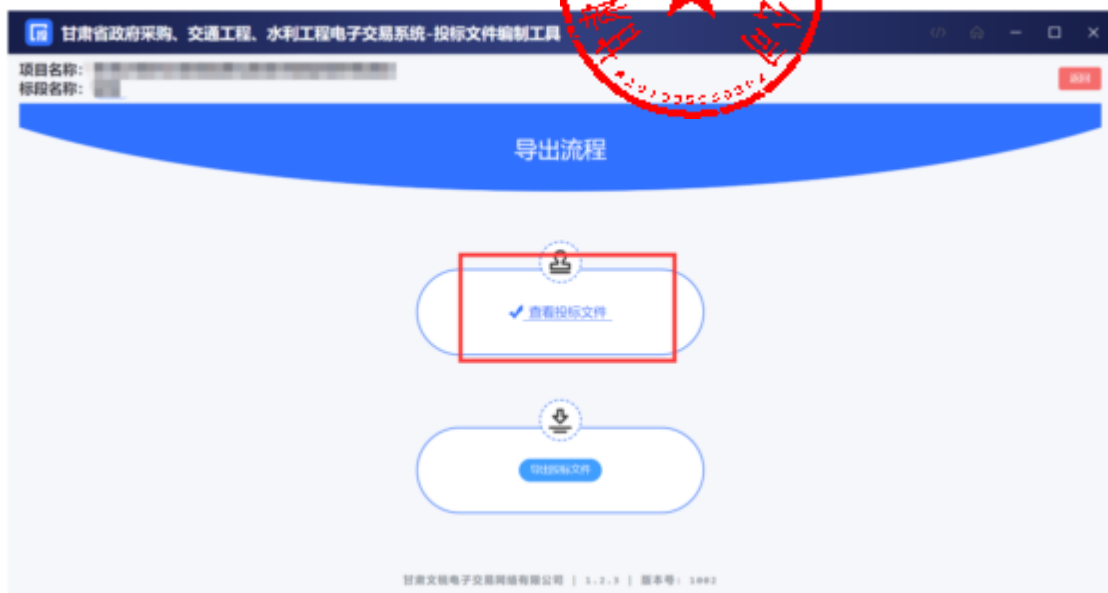 甘肃省政府采购、交通工程、水利工程电子交易系统-投标文件编制工具
项目名称：
标段名称：
返回
导出流程
查看投标文件
导出投标文件
甘肃文锐电子交易网络有限公司 | 1.2.3 | 版本号: 1002